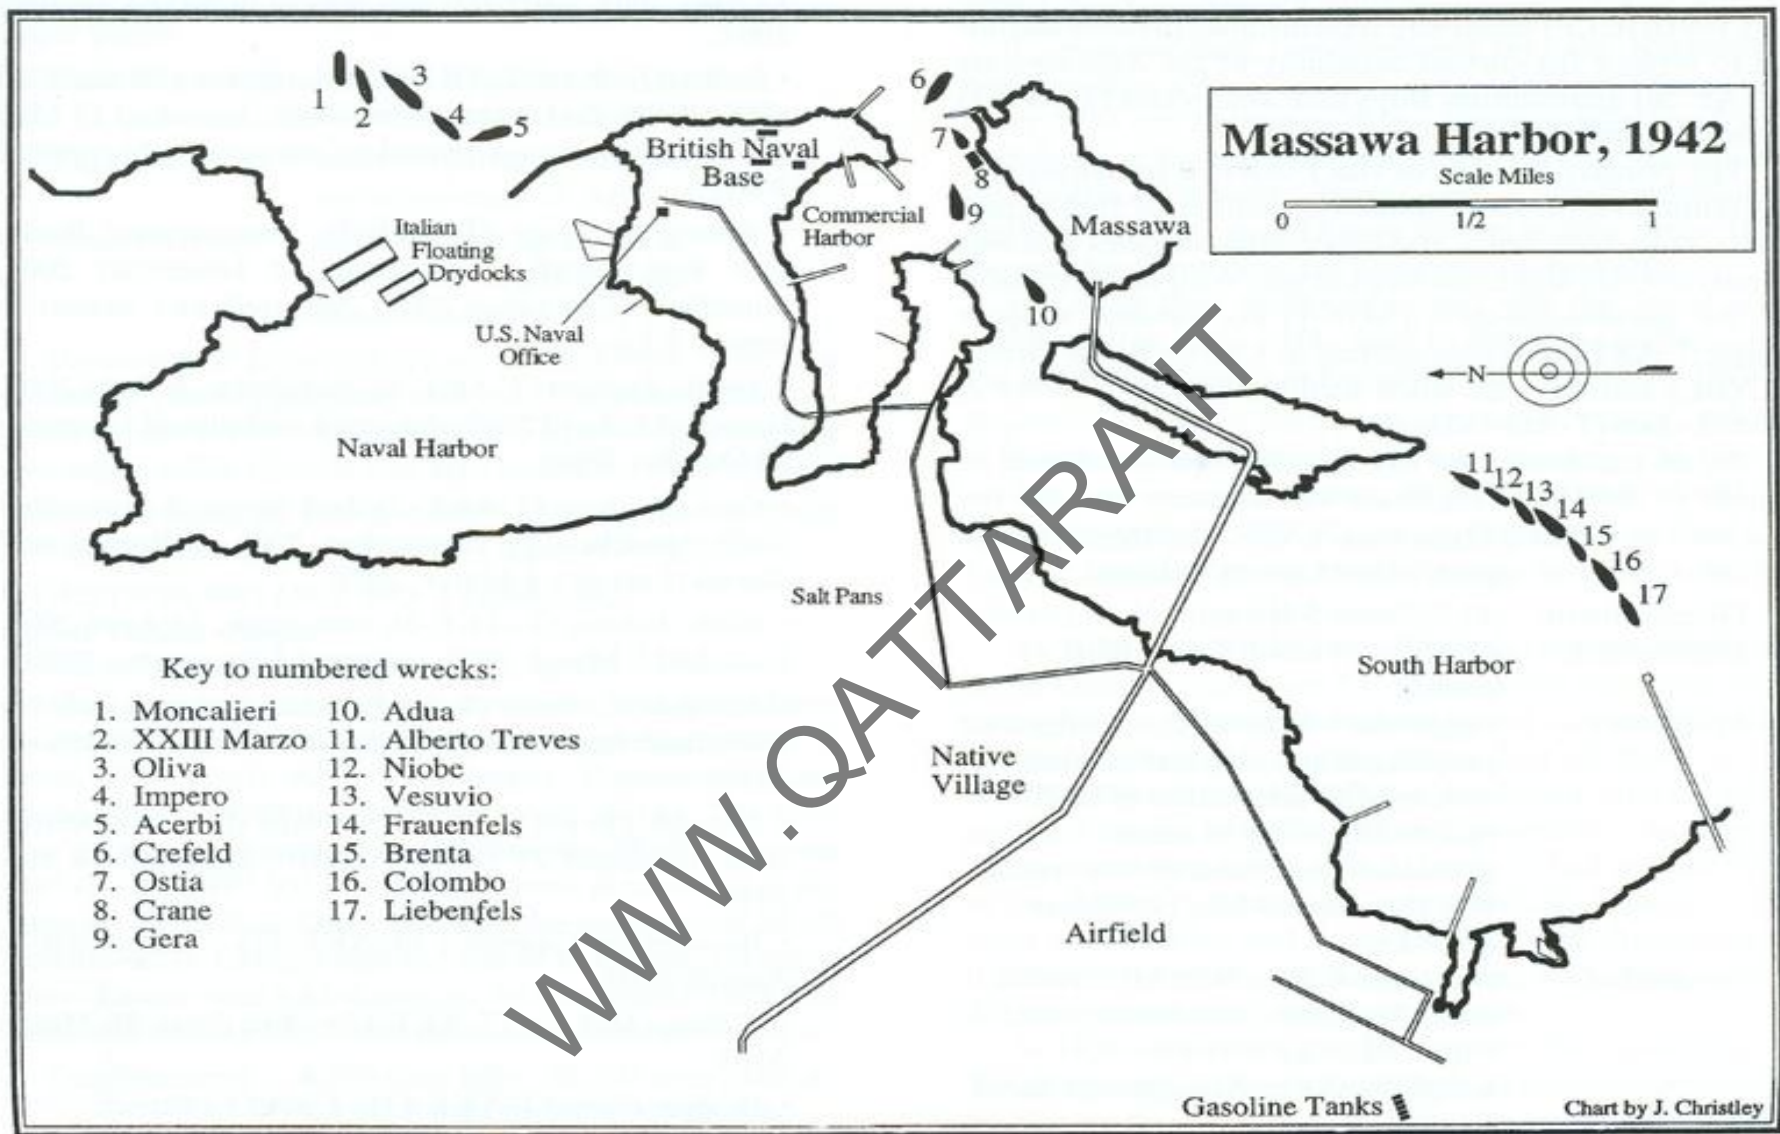 Massawa Harbor, 1942
Scale Miles
0 1/2 1
1
2
3
4
5
6
7
8
9
10
11
12
13
14
15
16
17
British Naval
Base
Commercial
Harbor
Massawa
Italian
Floating
Drydocks
U.S. Naval
Office
N
Naval Harbor
Salt Pans
South Harbor
Native
Village
Airfield
Key to numbered wrecks:
1. Moncalieri
2. XXIII Marzo
3. Oliva
4. Impero
5. Acerbi
6. Crefeld
7. Ostia
8. Crane
9. Gera
10. Adua
11. Alberto Treves
12. Niobe
13. Vesuvio
14. Frauenfels
15. Brenta
16. Colombo
17. Liebenfels
WWW.QATTARA.IT
Gasoline Tanks
Chart by J. Christley